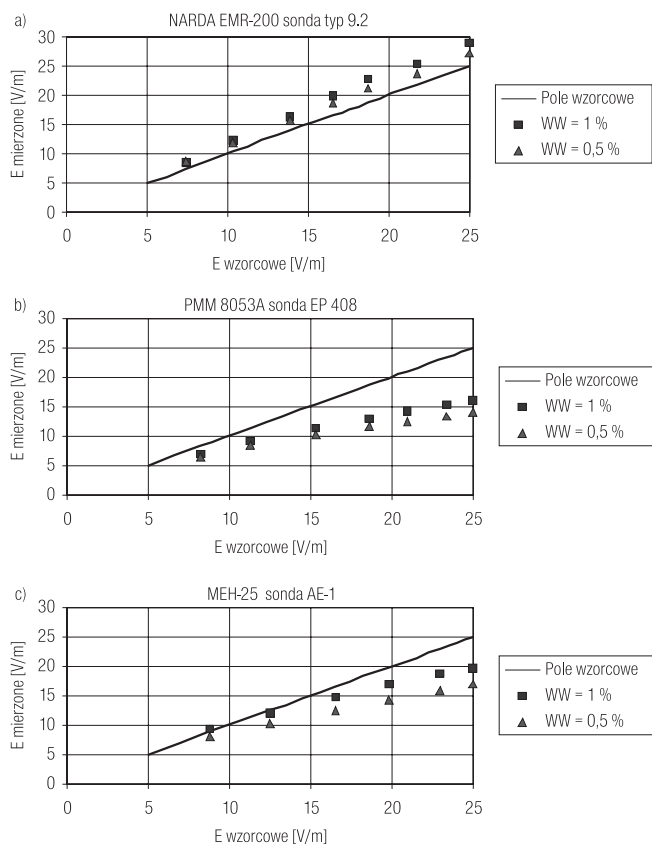 a) NARDA EMR-200 sonda typ 9.2
E mierzone [V/m]
30
25
20
15
10
5
0
0 5 10 15 20 25
E wzorcowe [V/m]
Pole wzorcowe
WW = 1 %
WW = 0,5 %
b) PMM 8053A sonda EP 408
E mierzone [V/m]
30
25
20
15
10
5
0
0 5 10 15 20 25
E wzorcowe [V/m]
Pole wzorcowe
WW = 1 %
WW = 0,5 %
c) MEH-25 sonda AE-1
E mierzone [V/m]
30
25
20
15
10
5
0
0 5 10 15 20 25
E wzorcowe [V/m]
Pole wzorcowe
WW = 1 %
WW = 0,5 %